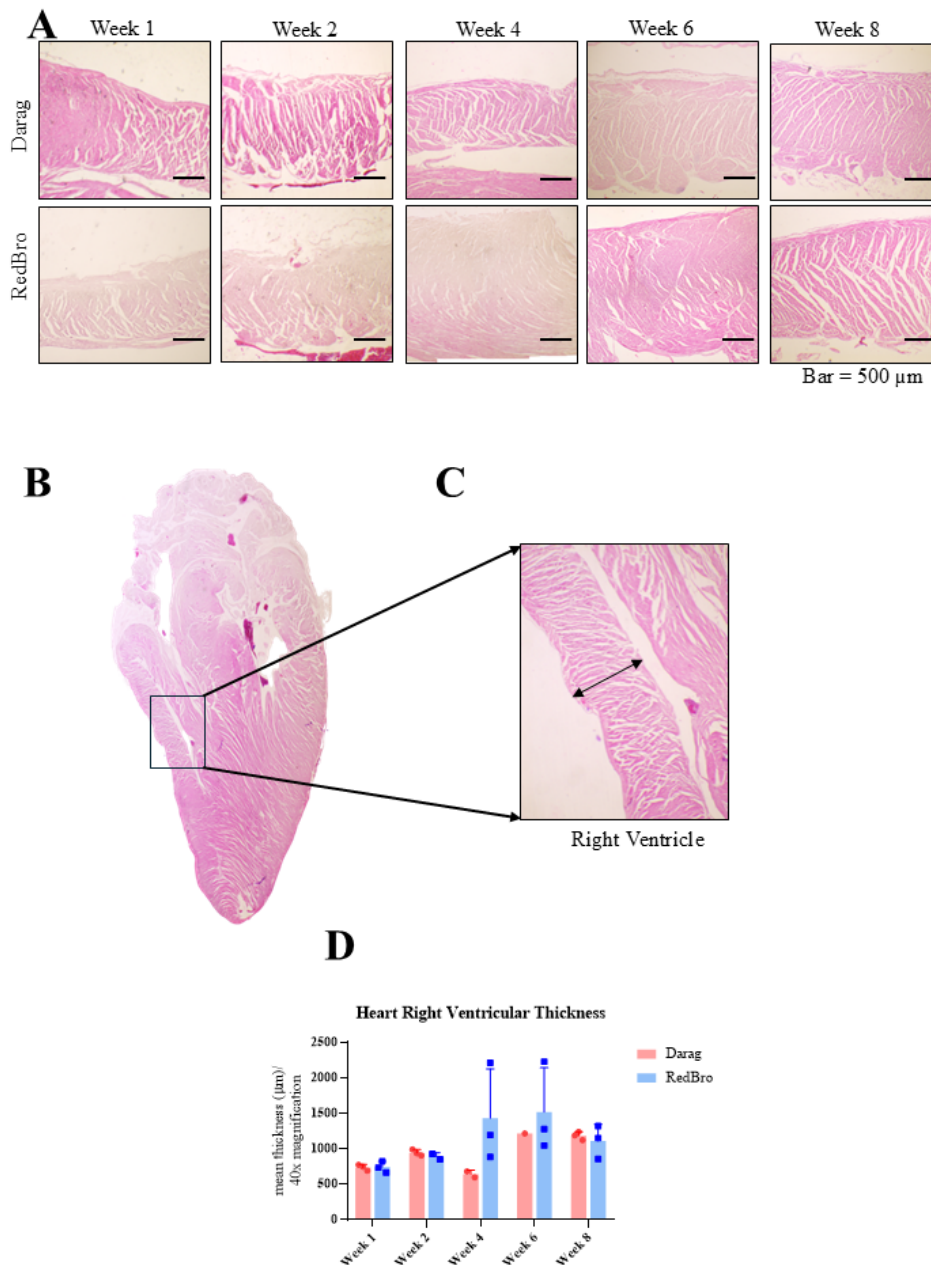 A
Week 1 Week 2 Week 4 Week 6 Week 8
Darag
RedBro
Bar = 500 µm
B
C
Right Ventricle
D
Heart Right Ventricular Thickness
mean thickness (µm)/
40x magnification
2500
2000
1500
1000
500
0
Week 1 Week 2 Week 4 Week 6 Week 8
Darag
RedBro